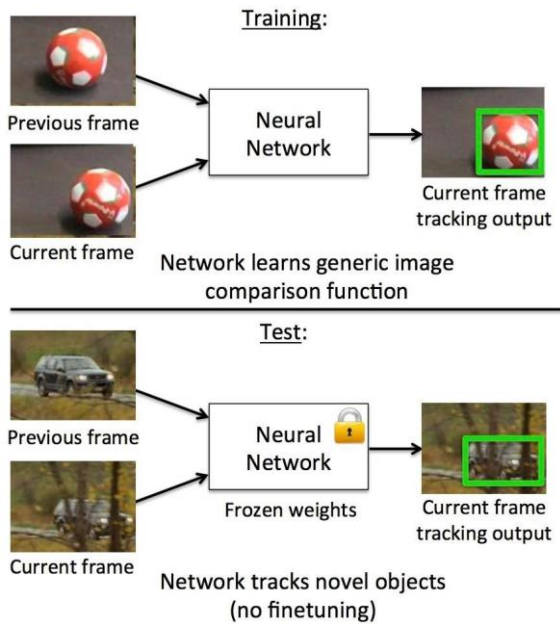 Training:
Previous frame
Neural
Network
Current frame
Current frame
tracking output
Network learns generic image
comparison function
Test:
Previous frame
Neural
Network
Frozen weights
Current frame
Current frame
tracking output
Network tracks novel objects
(no finetuning)